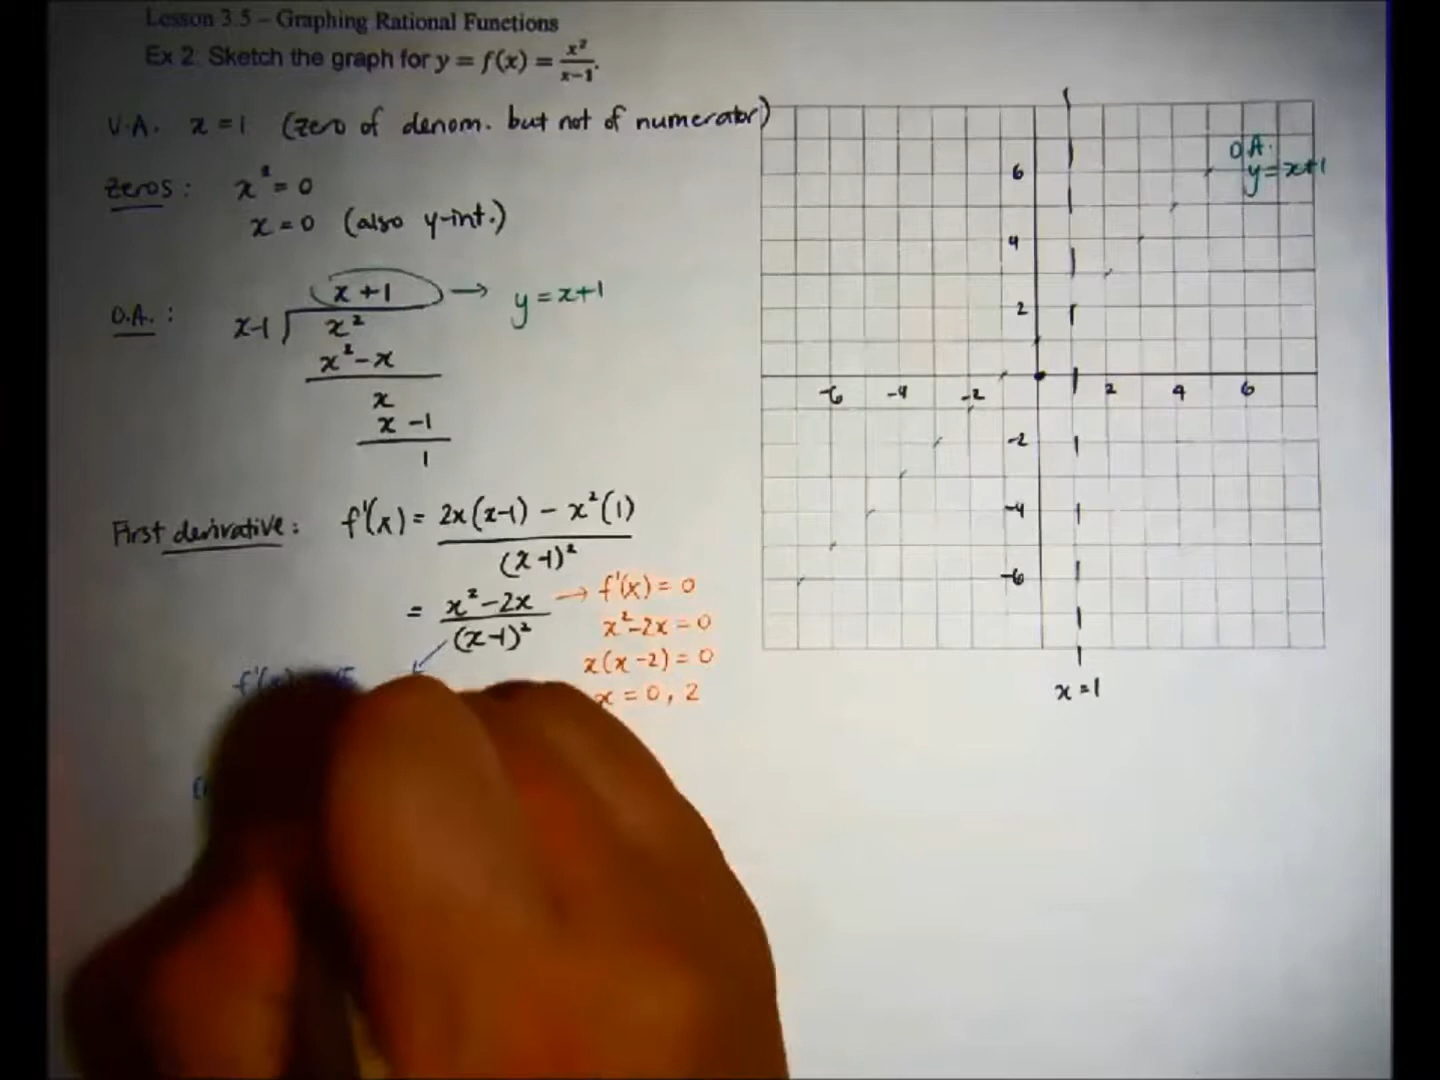 Lesson 3.5 – Graphing Rational Functions
Ex 2: Sketch the graph for y = f(x) = x²/x−1.
V.A. x = 1 (zero of denom. but not of numerator)
Zeros: x² = 0
x = 0 (also y-int.)
O.A.:
x + 1 → y = x+1
x-1 x²
x² - x
x
x - 1
1
First derivative: f'(x) = 2x(x-1) - x²(1)
(x-1)²
= x² - 2x → f'(x) = 0
(x-1)²
x² - 2x = 0
x(x - 2) = 0
x = 0, 2
O.A.
y = x+1
6
4
2
-6 -4 -2 2 4 6
-2
-4
-6
x = 1